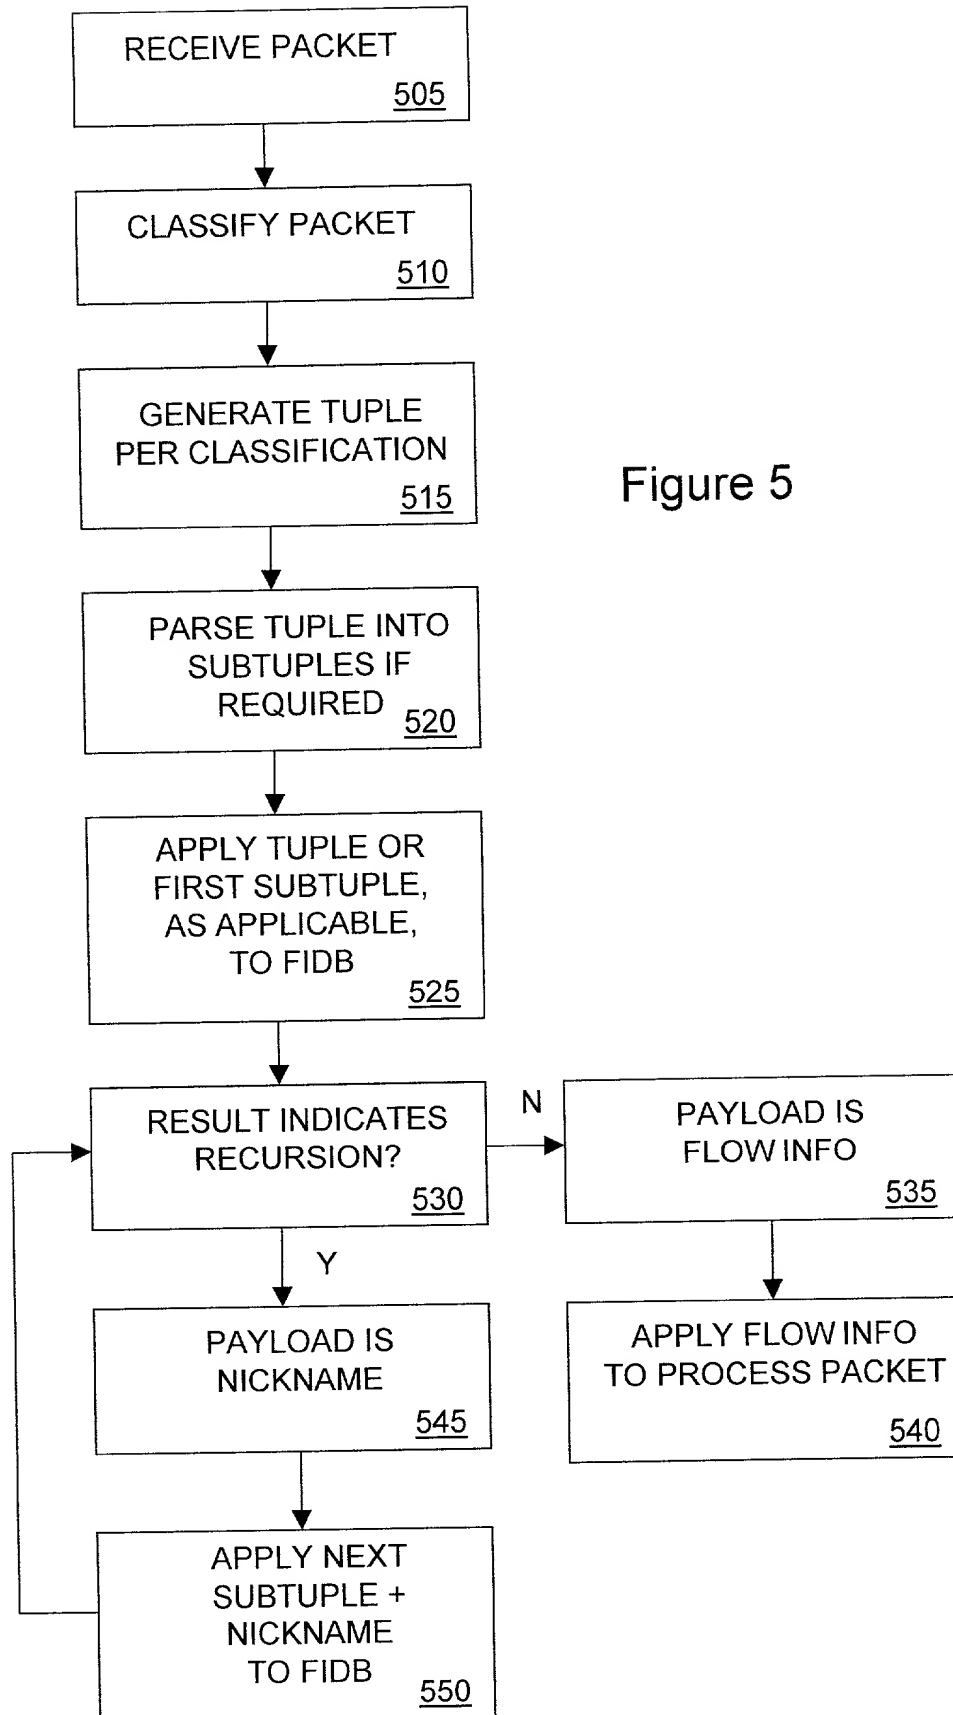 RECEIVE PACKET
505
CLASSIFY PACKET
510
GENERATE TUPLE
PER CLASSIFICATION
515
Figure 5
PARSE TUPLE INTO
SUBTUPLES IF
REQUIRED
520
APPLY TUPLE OR
FIRST SUBTUPLE,
AS APPLICABLE,
TO FIDB
525
RESULT INDICATES
RECURSION?
530
N
PAYLOAD IS
FLOW INFO
535
Y
APPLY FLOW INFO
TO PROCESS PACKET
540
PAYLOAD IS
NICKNAME
545
APPLY NEXT
SUBTUPLE +
NICKNAME
TO FIDB
550